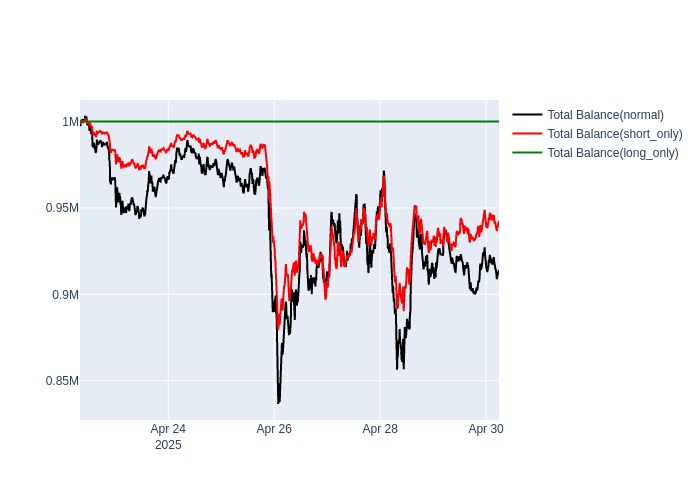 1M
0.95M
0.9M
0.85M
Apr 24
2025
Apr 26
Apr 28
Apr 30
Total Balance(normal)
Total Balance(short_only)
Total Balance(long_only)